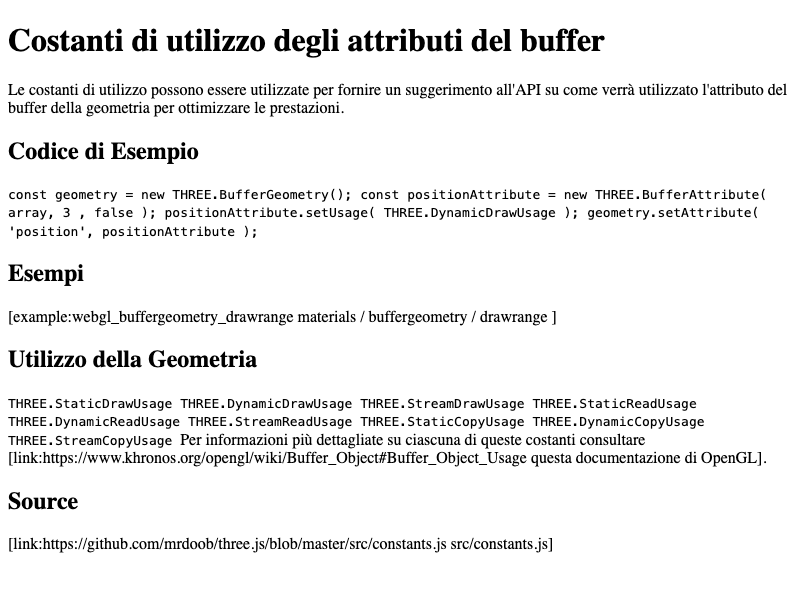 Costanti di utilizzo degli attributi del buffer
Le costanti di utilizzo possono essere utilizzate per fornire un suggerimento all'API su come verrà utilizzato l'attributo del
buffer della geometria per ottimizzare le prestazioni.
Codice di Esempio
const geometry = new THREE.BufferGeometry(); const positionAttribute = new THREE.BufferAttribute(
array, 3 , false ); positionAttribute.setUsage( THREE.DynamicDrawUsage ); geometry.setAttribute(
'position', positionAttribute );
Esempi
[example:webgl_buffergeometry_drawrange materials / buffergeometry / drawrange ]
Utilizzo della Geometria
THREE.StaticDrawUsage THREE.DynamicDrawUsage THREE.StreamDrawUsage THREE.StaticReadUsage
THREE.DynamicReadUsage THREE.StreamReadUsage THREE.StaticCopyUsage THREE.DynamicCopyUsage
THREE.StreamCopyUsage Per informazioni più dettagliate su ciascuna di queste costanti consultare
[link:https://www.khronos.org/opengl/wiki/Buffer_Object#Buffer_Object_Usage questa documentazione di OpenGL].
Source
[link:https://github.com/mrdoob/three.js/blob/master/src/constants.js src/constants.js]